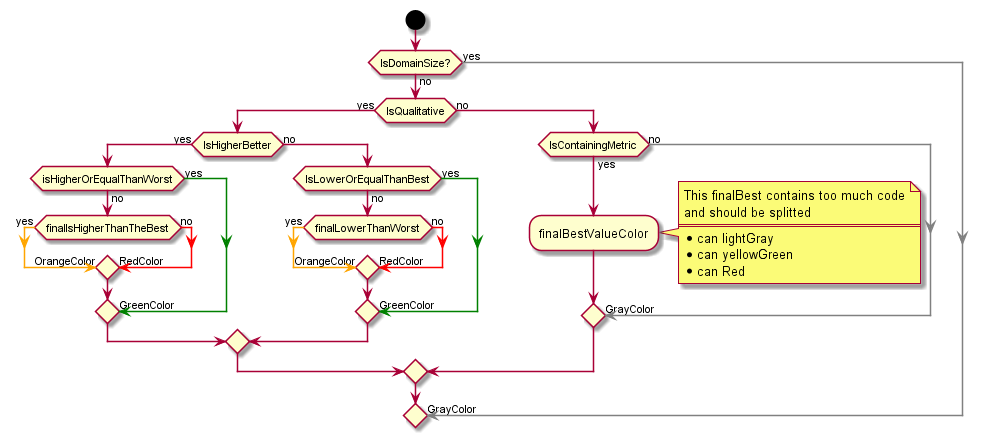 IsDomainSize?
yes
no
IsQualitative
yes
no
IsHigherBetter
yes
no
IsContainingMetric
no
yes
isHigherOrEqualThanWorst
yes
no
IsLowerOrEqualThanBest
yes
no
This finalBest contains too much code
and should be splitted
• can lightGray
• can yellowGreen
• can Red
finalBestValueColor
yes
finalIsHigherThanTheBest
no
yes
finalLowerThanWorst
no
OrangeColor
RedColor
OrangeColor
RedColor
GreenColor
GreenColor
GrayColor
GrayColor